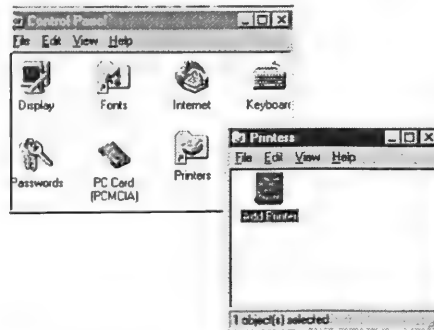 Control Panel
File Edit View Help
Display Fonts Internet Keyboar
Passwords PC Card
(PCMCIA) Printers
Printers
File Edit View Help
Add Printer
1 object(s) selected